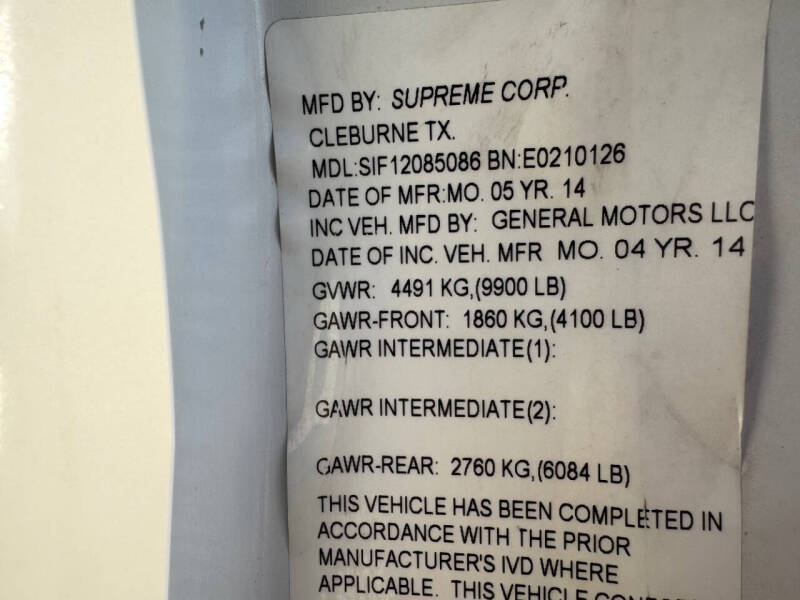 MFD BY: SUPREME CORP.
CLEBURNE TX.
MDL:SIF12085086 BN:E0210126
DATE OF MFR:MO. 05 YR. 14
INC VEH. MFD BY: GENERAL MOTORS LLC
DATE OF INC. VEH. MFR MO. 04 YR. 14
GVWR: 4491 KG,(9900 LB)
GAWR-FRONT: 1860 KG,(4100 LB)
GAWR INTERMEDIATE(1):
GAWR INTERMEDIATE(2):
GAWR-REAR: 2760 KG,(6084 LB)
THIS VEHICLE HAS BEEN COMPLETED IN
ACCORDANCE WITH THE PRIOR
MANUFACTURER'S IVD WHERE
APPLICABLE. THIS VEHICLE